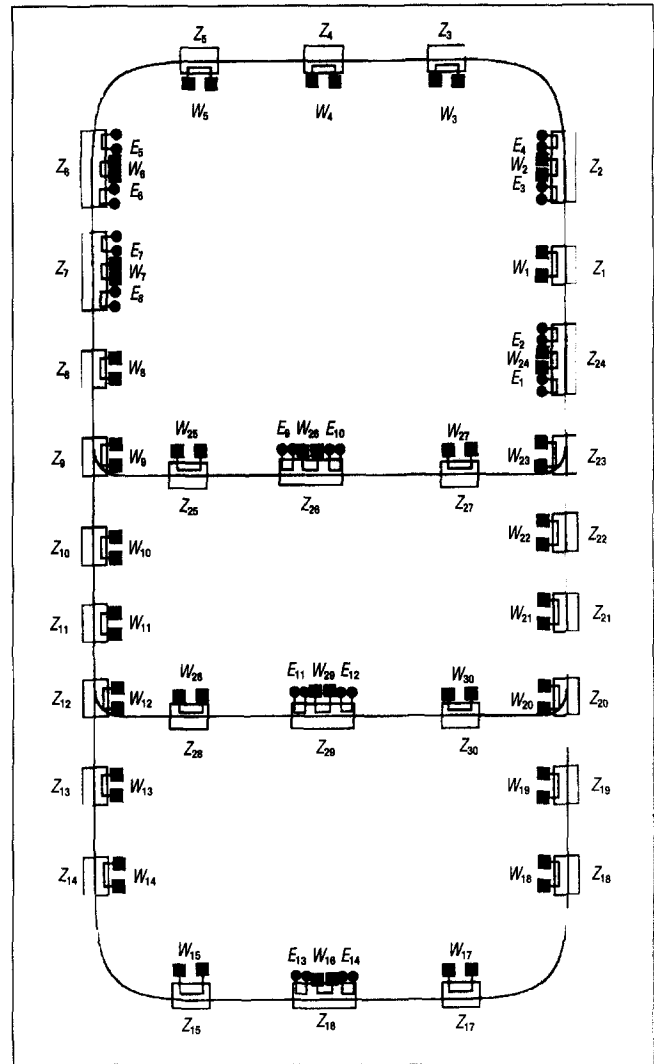 Z5 Z4 Z3
W5 W4 W3
Z6 E5 W6 E6
E4 W2 E3 Z2
Z7 E7 W7 E8
W1 Z1
Z8 W8
E2 W24 E1 Z24
Z9 W9 W25 E9 W26 E10 W27 W23 Z23
Z25 Z26 Z27
Z10 W10 W22 Z22
Z11 W11 W21 Z21
Z12 W12 W28 E11 W29 E12 W30 W20 Z20
Z28 Z29 Z30
Z13 W13 W19 Z19
Z14 W14 W18 Z18
W15 E13 W16 E14 W17
Z15 Z16 Z17